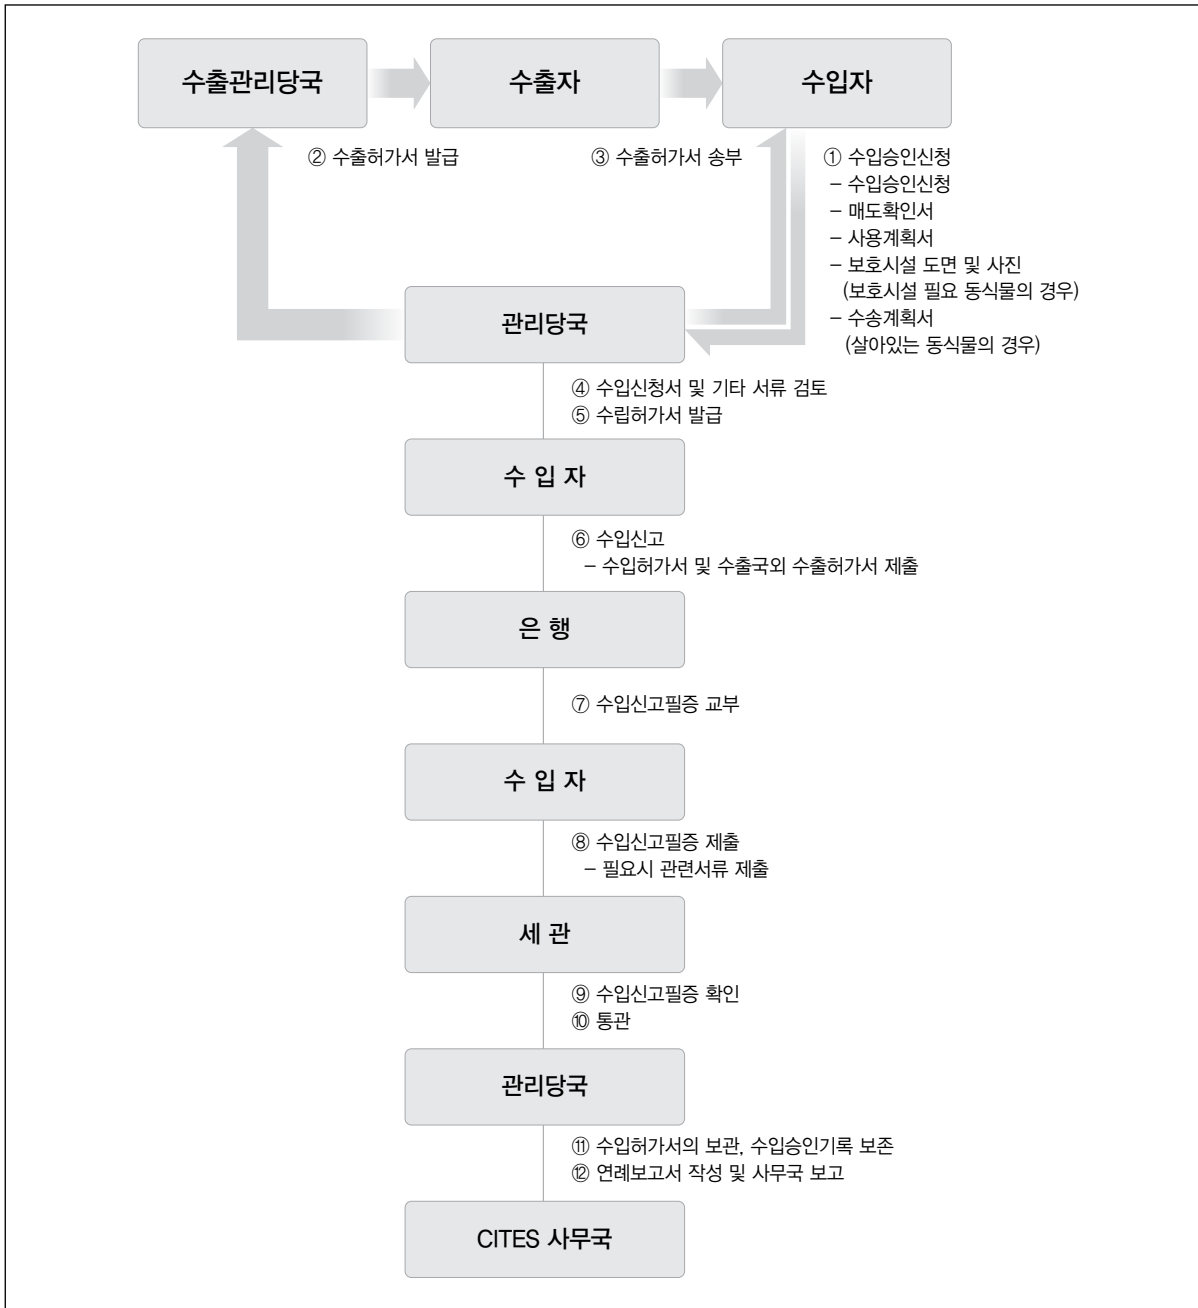 수출관리당국
수출자
수입자
② 수출허가서 발급
③ 수출허가서 송부
① 수입승인신청
– 수입승인신청
– 매도확인서
– 사용계획서
– 보호시설 도면 및 사진
(보호시설 필요 동식물의 경우)
– 수송계획서
(살아있는 동식물의 경우)
관리당국
④ 수입신청서 및 기타 서류 검토
⑤ 수립허가서 발급
수 입 자
⑥ 수입신고
– 수입허가서 및 수출국외 수출허가서 제출
은 행
⑦ 수입신고필증 교부
수 입 자
⑧ 수입신고필증 제출
– 필요시 관련서류 제출
세 관
⑨ 수입신고필증 확인
⑩ 통관
관리당국
⑪ 수입허가서의 보관, 수입승인기록 보존
⑫ 연례보고서 작성 및 사무국 보고
CITES 사무국